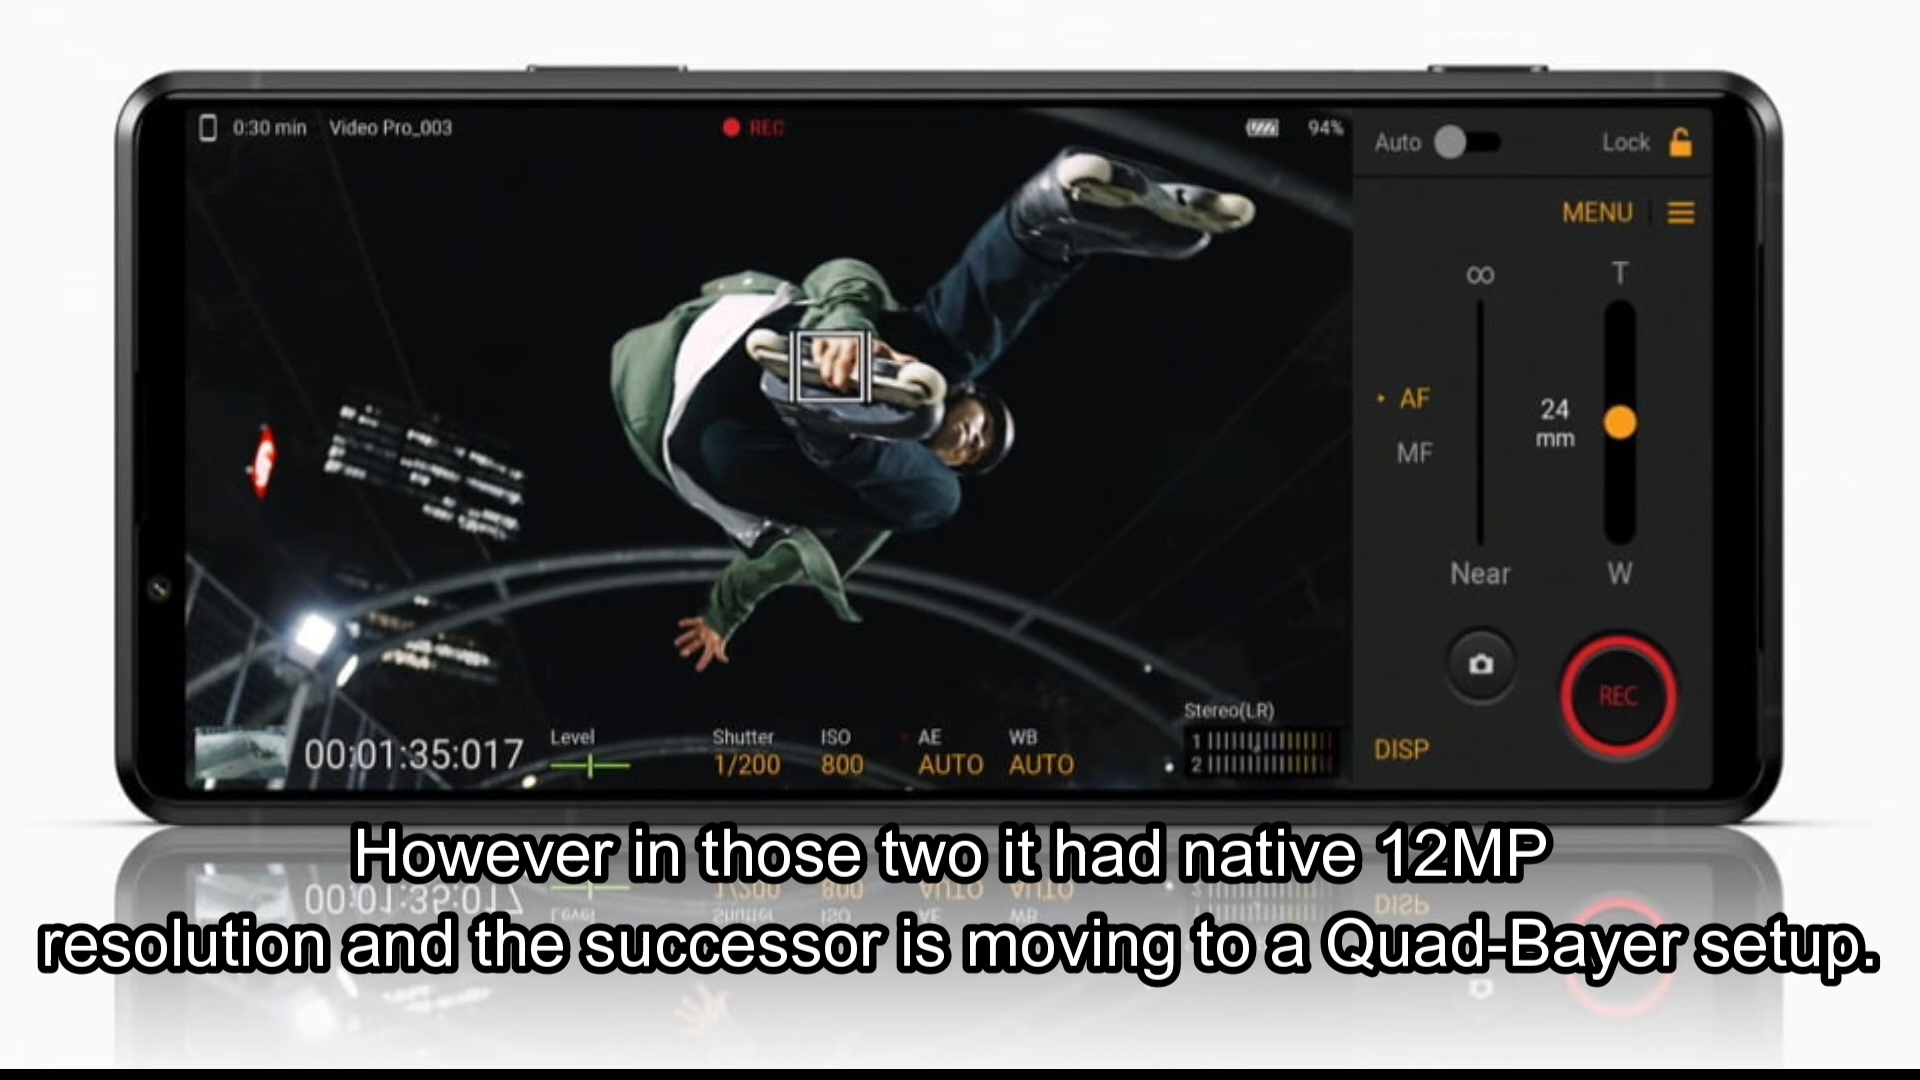 0:30 min Video Pro_003 REC 94%
Auto Lock
MENU
∞ T
AF
24
mm
MF
Near W
REC
Stereo(LR)
Level Shutter ISO AE WB
00:01:35:017 1/200 800 AUTO AUTO
1
2
DISP
However in those two it had native 12MP
resolution and the successor is moving to a Quad-Bayer setup.